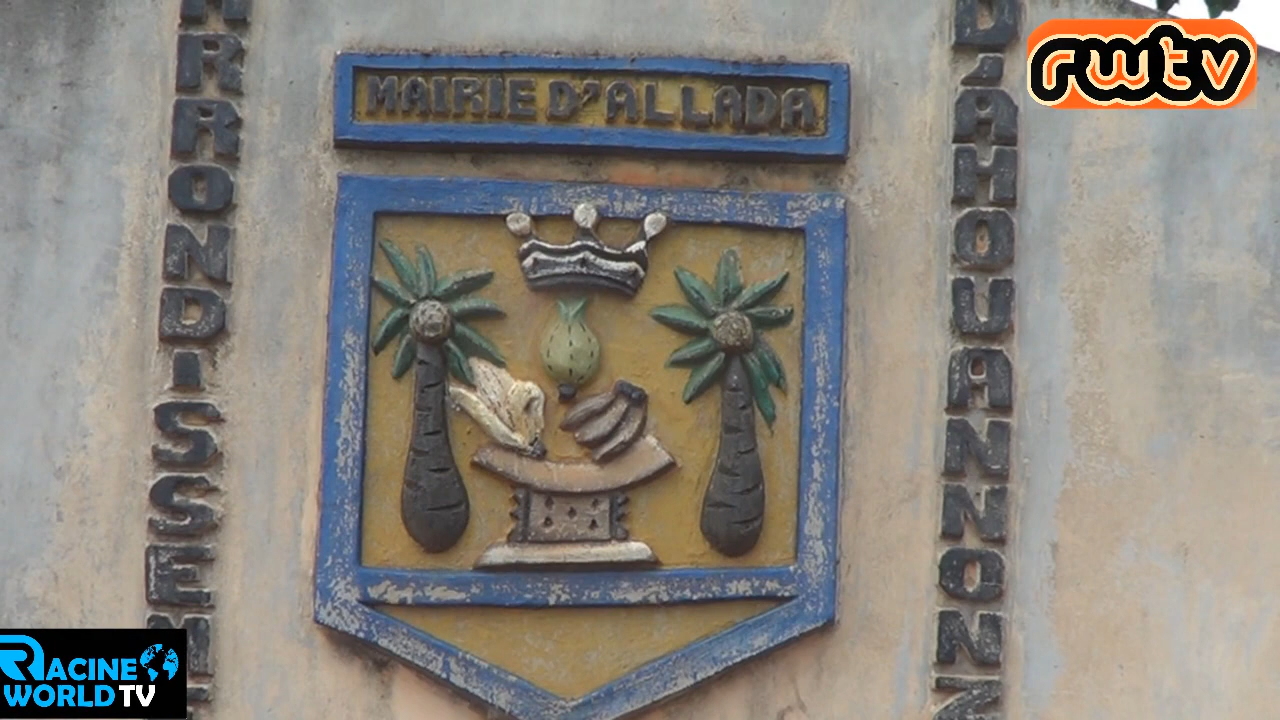 MAIRIE D'ALLADA
RRONDISSEM
D'AHOUANNONZ
rwtv
RACINE
WORLD TV